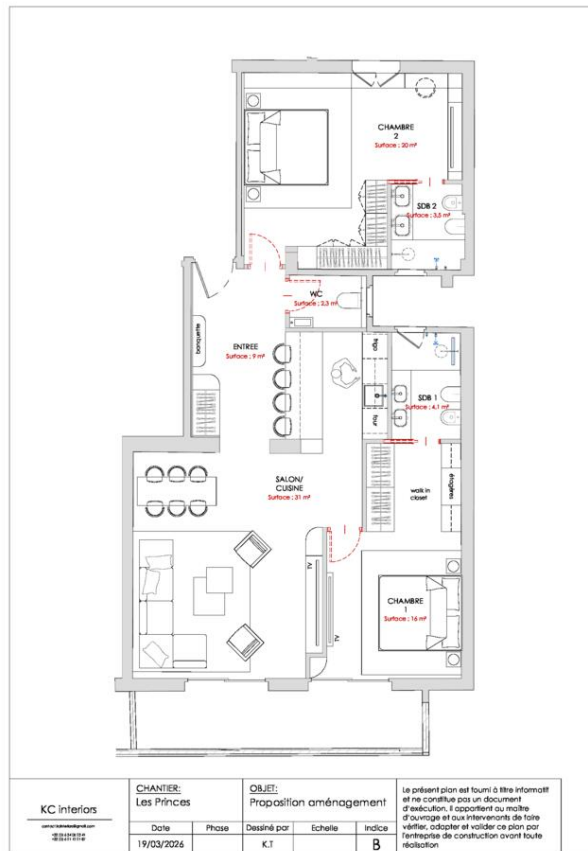 CHAMBRE
2
Surface : 20 m²
SDB 2
Surface : 3,5 m²
WC
Surface : 2,3 m²
banquette
ENTREE
Surface : 9 m²
frigo
four
SDB 1
Surface : 4,1 m²
SALON/
CUISINE
Surface : 31 m²
walk in
closet
étagères
TV
TV
CHAMBRE
1
Surface : 16 m²
KC interiors
CHANTIER:
Les Princes
OBJET:
Proposition aménagement
Date
Phase
Dessiné par
Echelle
Indice
19/03/2026
K.T
B
Le présent plan est fourni à titre informatif
et ne constitue pas un document
d'exécution. Il appartient au maître
d'ouvrage et aux intervenants de faire
vérifier, adapter et valider ce plan par
l'entreprise de construction avant toute
réalisation